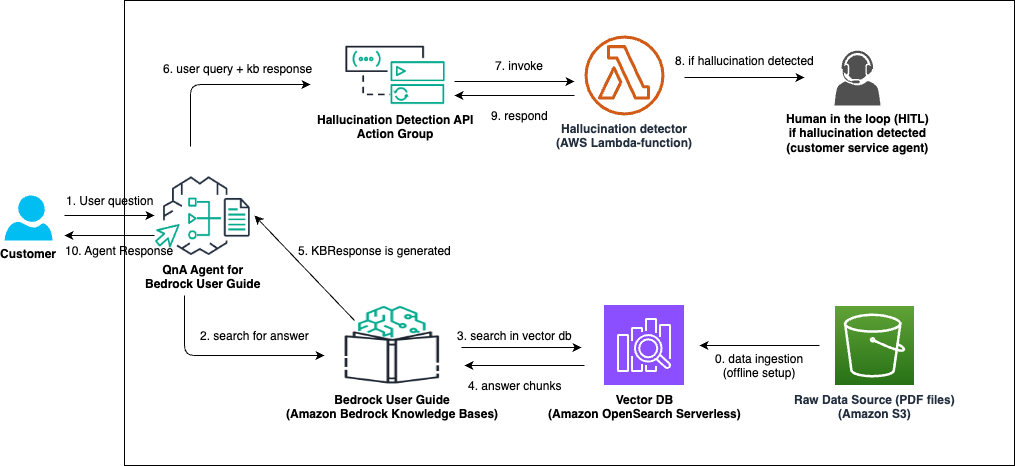 6. user query + kb response
7. invoke
8. if hallucination detected
9. respond
Hallucination Detection API
Action Group
Hallucination detector
(AWS Lambda-function)
Human in the loop (HITL)
if hallucination detected
(customer service agent)
1. User question
10. Agent Response
Customer
QnA Agent for
Bedrock User Guide
5. KBResponse is generated
2. search for answer
3. search in vector db
4. answer chunks
0. data ingestion
(offline setup)
Bedrock User Guide
(Amazon Bedrock Knowledge Bases)
Vector DB
(Amazon OpenSearch Serverless)
Raw Data Source (PDF files)
(Amazon S3)